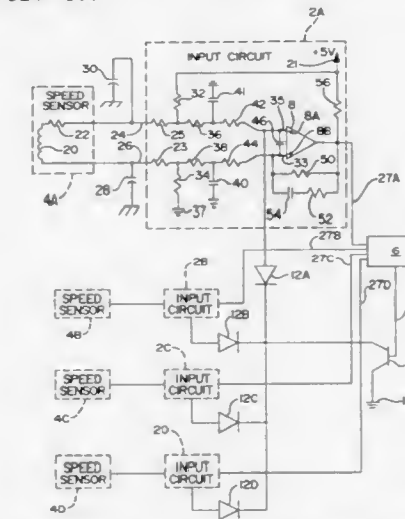 2A
INPUT CIRCUIT
+5V
21
30
SPEED
SENSOR
22
20
4A
24
26
28
32
41
25
36
42
35
8
8A
56
46
8B
23
38
44
33
50
34
40
37
54
52
27A
27B
27C
27D
6
12A
2B
SPEED
SENSOR
INPUT
CIRCUIT
12B
4B
2C
SPEED
SENSOR
INPUT
CIRCUIT
12C
4C
2D
SPEED
SENSOR
INPUT
CIRCUIT
12D
4D